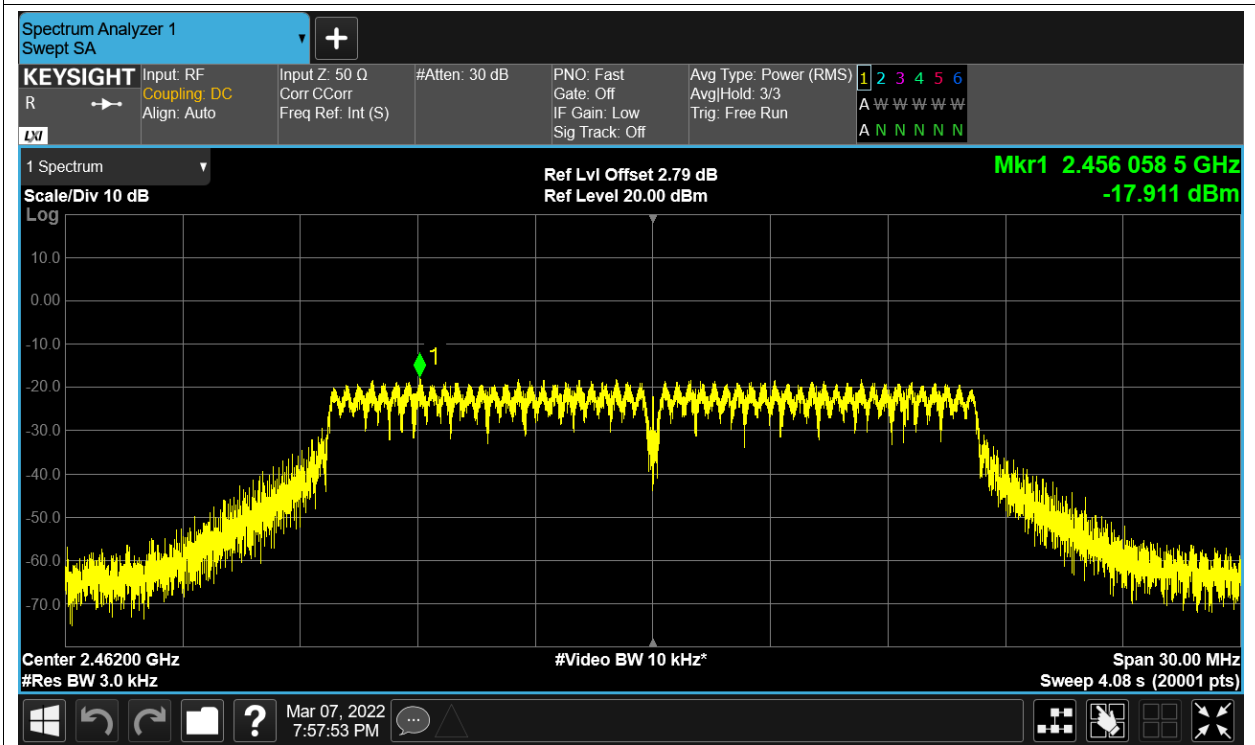 Spectrum Analyzer 1
Swept SA
KEYSIGHT
R
LXI
Input: RF
Coupling: DC
Align: Auto
Input Z: 50 Ω
Corr CCorr
Freq Ref: Int (S)
#Atten: 30 dB
PNO: Fast
Gate: Off
IF Gain: Low
Sig Track: Off
Avg Type: Power (RMS)
Avg|Hold: 3/3
Trig: Free Run
1 2 3 4 5 6
A W W W W W
A N N N N N
1 Spectrum
Scale/Div 10 dB
Log
Ref Lvl Offset 2.79 dB
Ref Level 20.00 dBm
Mkr1 2.456 058 5 GHz
-17.911 dBm
10.0
0.00
-10.0
1
-20.0
-30.0
-40.0
-50.0
-60.0
-70.0
Center 2.46200 GHz
#Video BW 10 kHz*
Span 30.00 MHz
#Res BW 3.0 kHz
Sweep 4.08 s (20001 pts)
?
Mar 07, 2022
7:57:53 PM